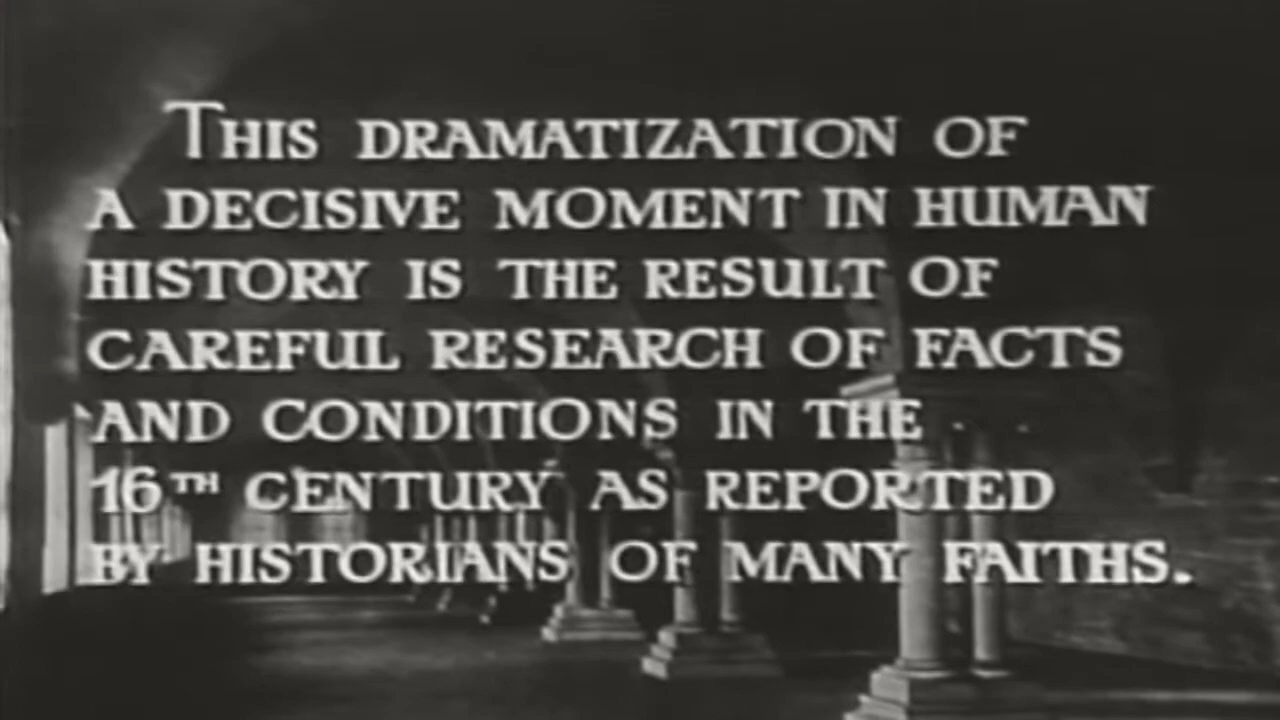 THIS DRAMATIZATION OF
A DECISIVE MOMENT IN HUMAN
HISTORY IS THE RESULT OF
CAREFUL RESEARCH OF FACTS
AND CONDITIONS IN THE
16TH CENTURY AS REPORTED
BY HISTORIANS OF MANY FAITHS.